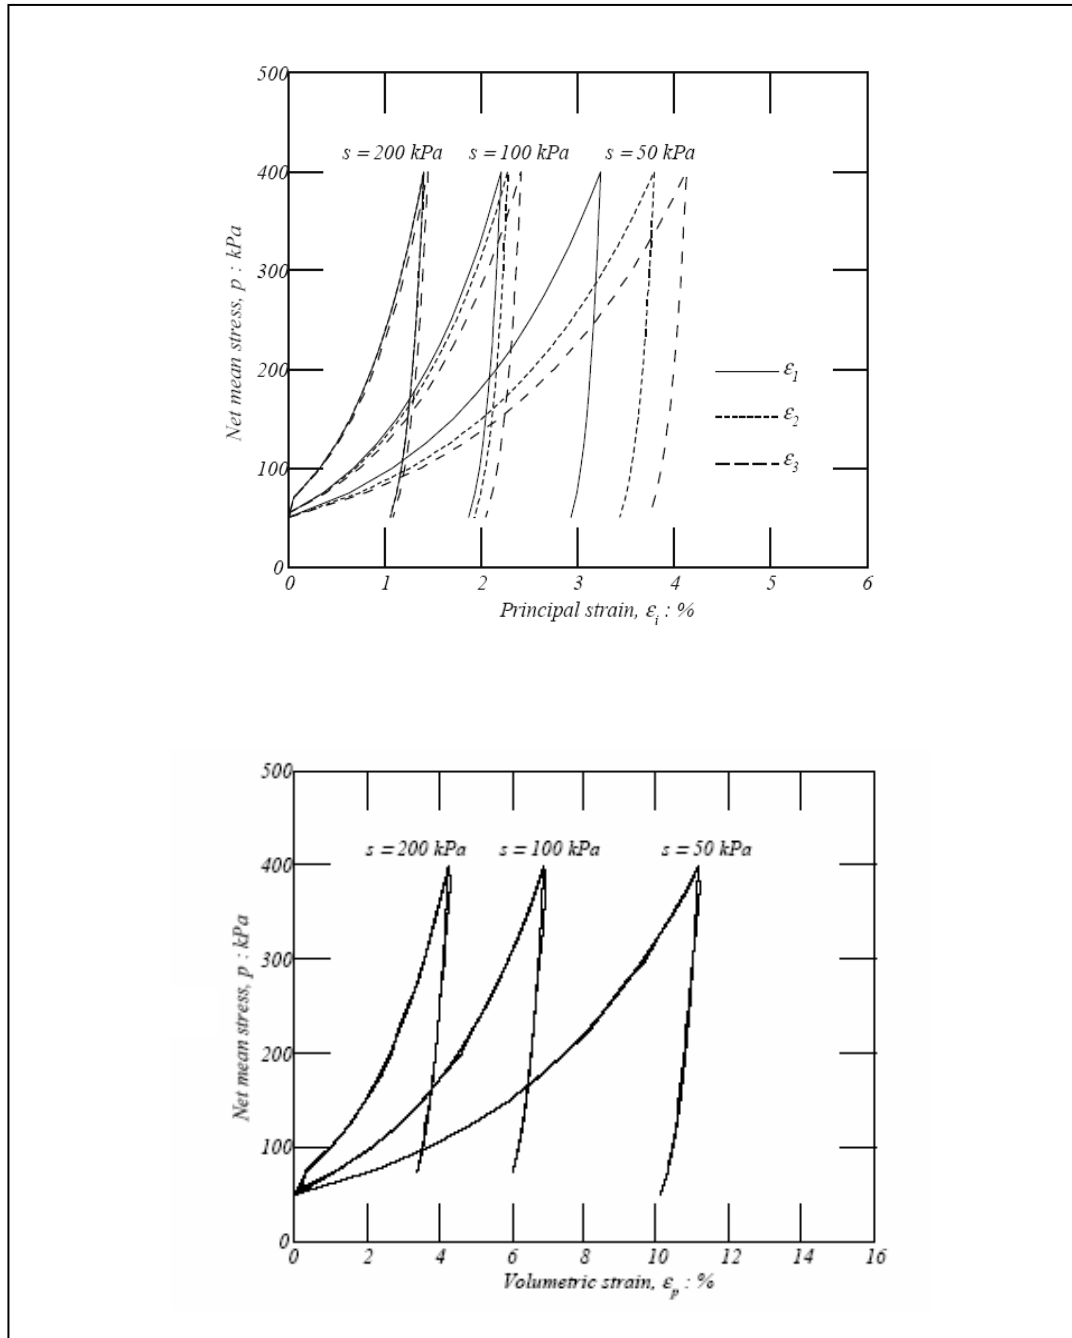 500
s = 200 kPa s = 100 kPa s = 50 kPa
400
300
Net mean stress, p : kPa
200
ε1
ε2
100
ε3
0
0 1 2 3 4 5 6
Principal strain, εi : %
500
s = 200 kPa s = 100 kPa s = 50 kPa
400
300
Net mean stress, p : kPa
200
100
0
0 2 4 6 8 10 12 14 16
Volumetric strain, εp : %